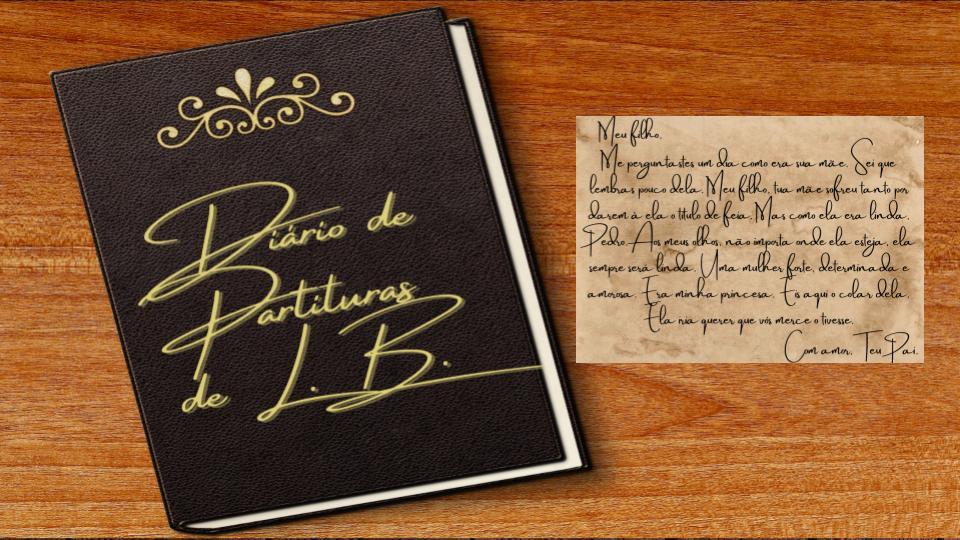 Diário de
Partituras
de L. B.
Meu filho,
Me perguntastes um dia como era sua mãe. Sei que
lembras pouco dela. Meu filho, tua mãe sofreu tanto por
darem à ela o título de feia. Mas como ela era linda,
Pedro. Aos meus olhos, não importa onde ela esteja, ela
sempre será linda. Uma mulher forte, determinada e
amorosa. Era minha princesa. Eis aqui o colar dela.
Ela iria querer que vós merce o tivesse.
Com amor, Teu Pai.